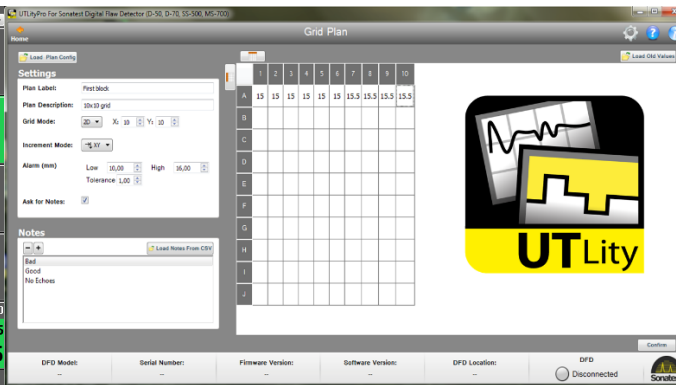 UTLityPro for Sonatest Digital Flaw Detector (D-50, D-70, SS-500, MS-700)
Home
Grid Plan
Load Plan Config
Load Old Values
Settings
Plan Label: First block
Plan Description: 10x10 grid
Grid Mode: 2D X: 10 Y: 10
Increment Mode: XY
Alarm (mm) Low 10,00 High 16,00
Tolerance 1,00
Ask for Notes:
Notes
- + Load Notes From CSV
Bad
Good
No Echoes
1 2 3 4 5 6 7 8 9 10
A 15 15 15 15 15 15 15.5 15.5 15.5 15.5
B
C
D
E
F
G
H
I
J
UTLity
Confirm
DFD Model: Serial Number: Firmware Version: Software Version: DFD Location: DFD
-- -- -- -- -- Disconnected
Sonatest